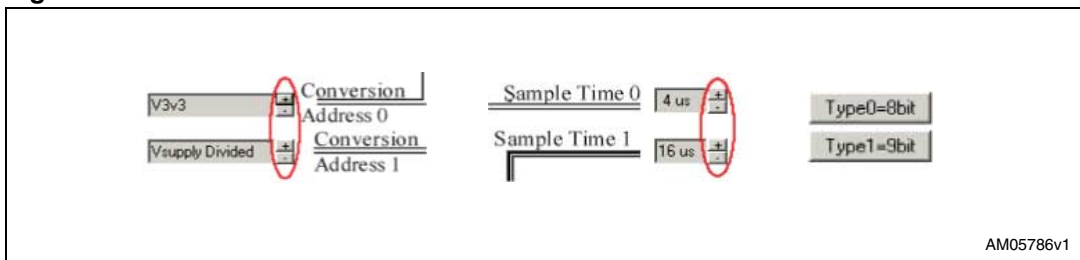 V3v3
+
-
Conversion
Address 0
Vsupply Divided
+
-
Conversion
Address 1
Sample Time 0
4 us
+
-
Sample Time 1
16 us
+
-
Type0=8bit
Type1=9bit
AM05786v1